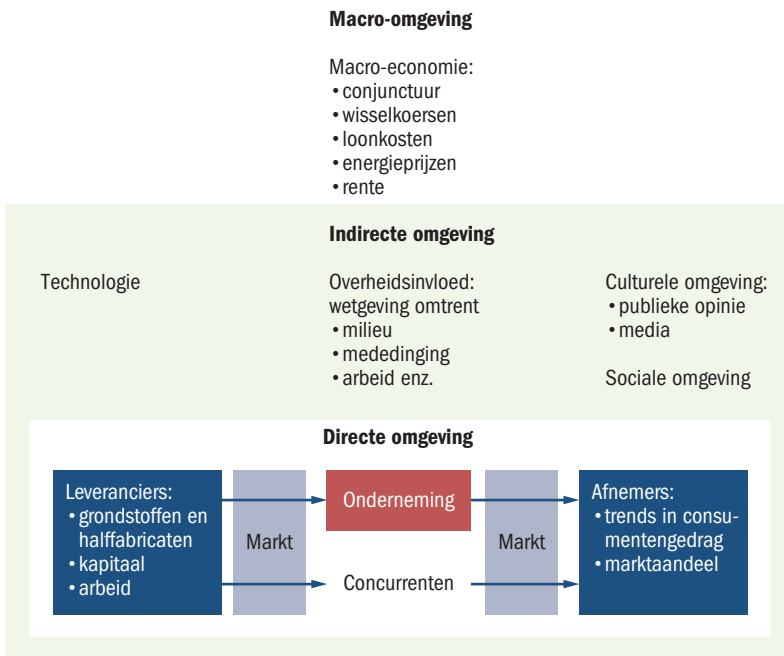 Macro-omgeving
Macro-economie:
• conjunctuur
• wisselkoersen
• loonkosten
• energieprijzen
• rente
Indirecte omgeving
Technologie
Overheidsinvloed:
wetgeving omtrent
• milieu
• mededinging
• arbeid enz.
Culturele omgeving:
• publieke opinie
• media
Sociale omgeving
Directe omgeving
Leveranciers:
• grondstoffen en
halffabricaten
• kapitaal
• arbeid
Markt
Onderneming
Concurrenten
Markt
Afnemers:
• trends in consu-
mentengedrag
• marktaandeel